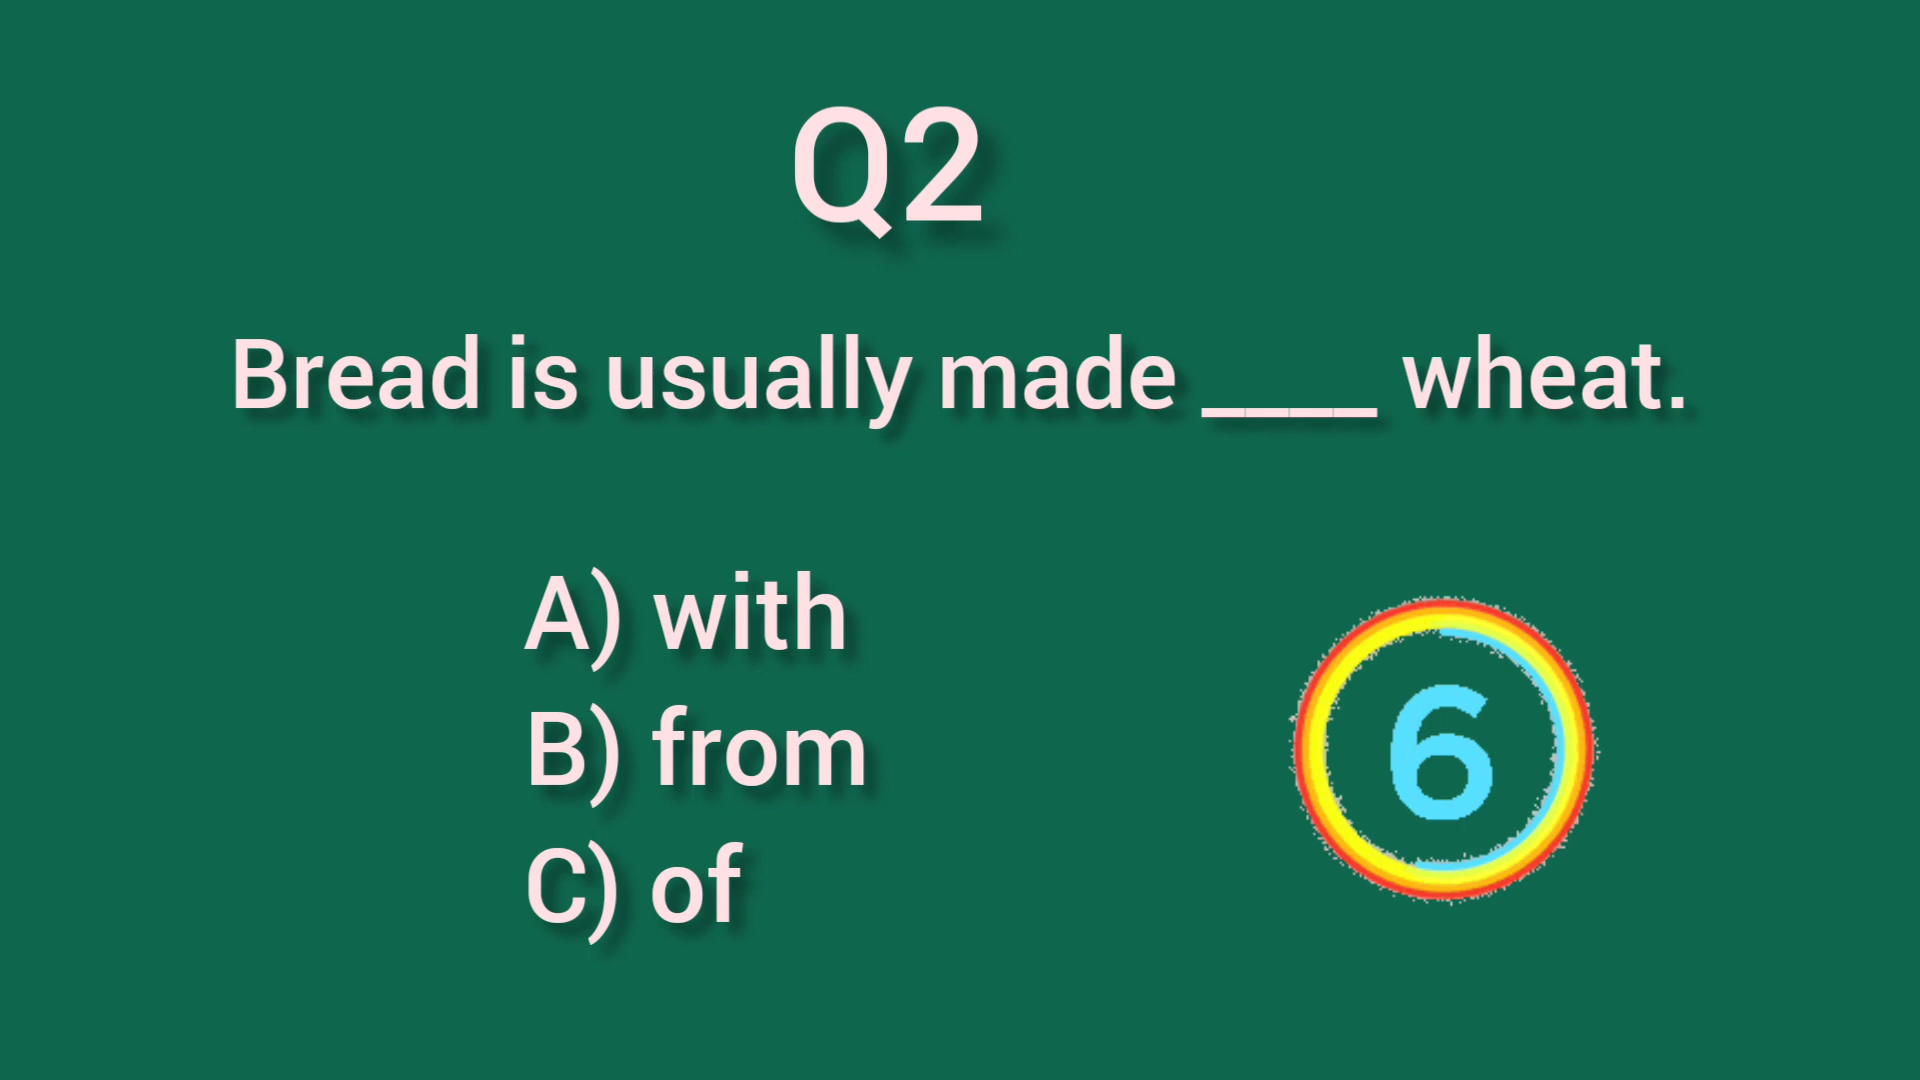 Q2
Bread is usually made ____ wheat.
A) with
B) from
C) of
6